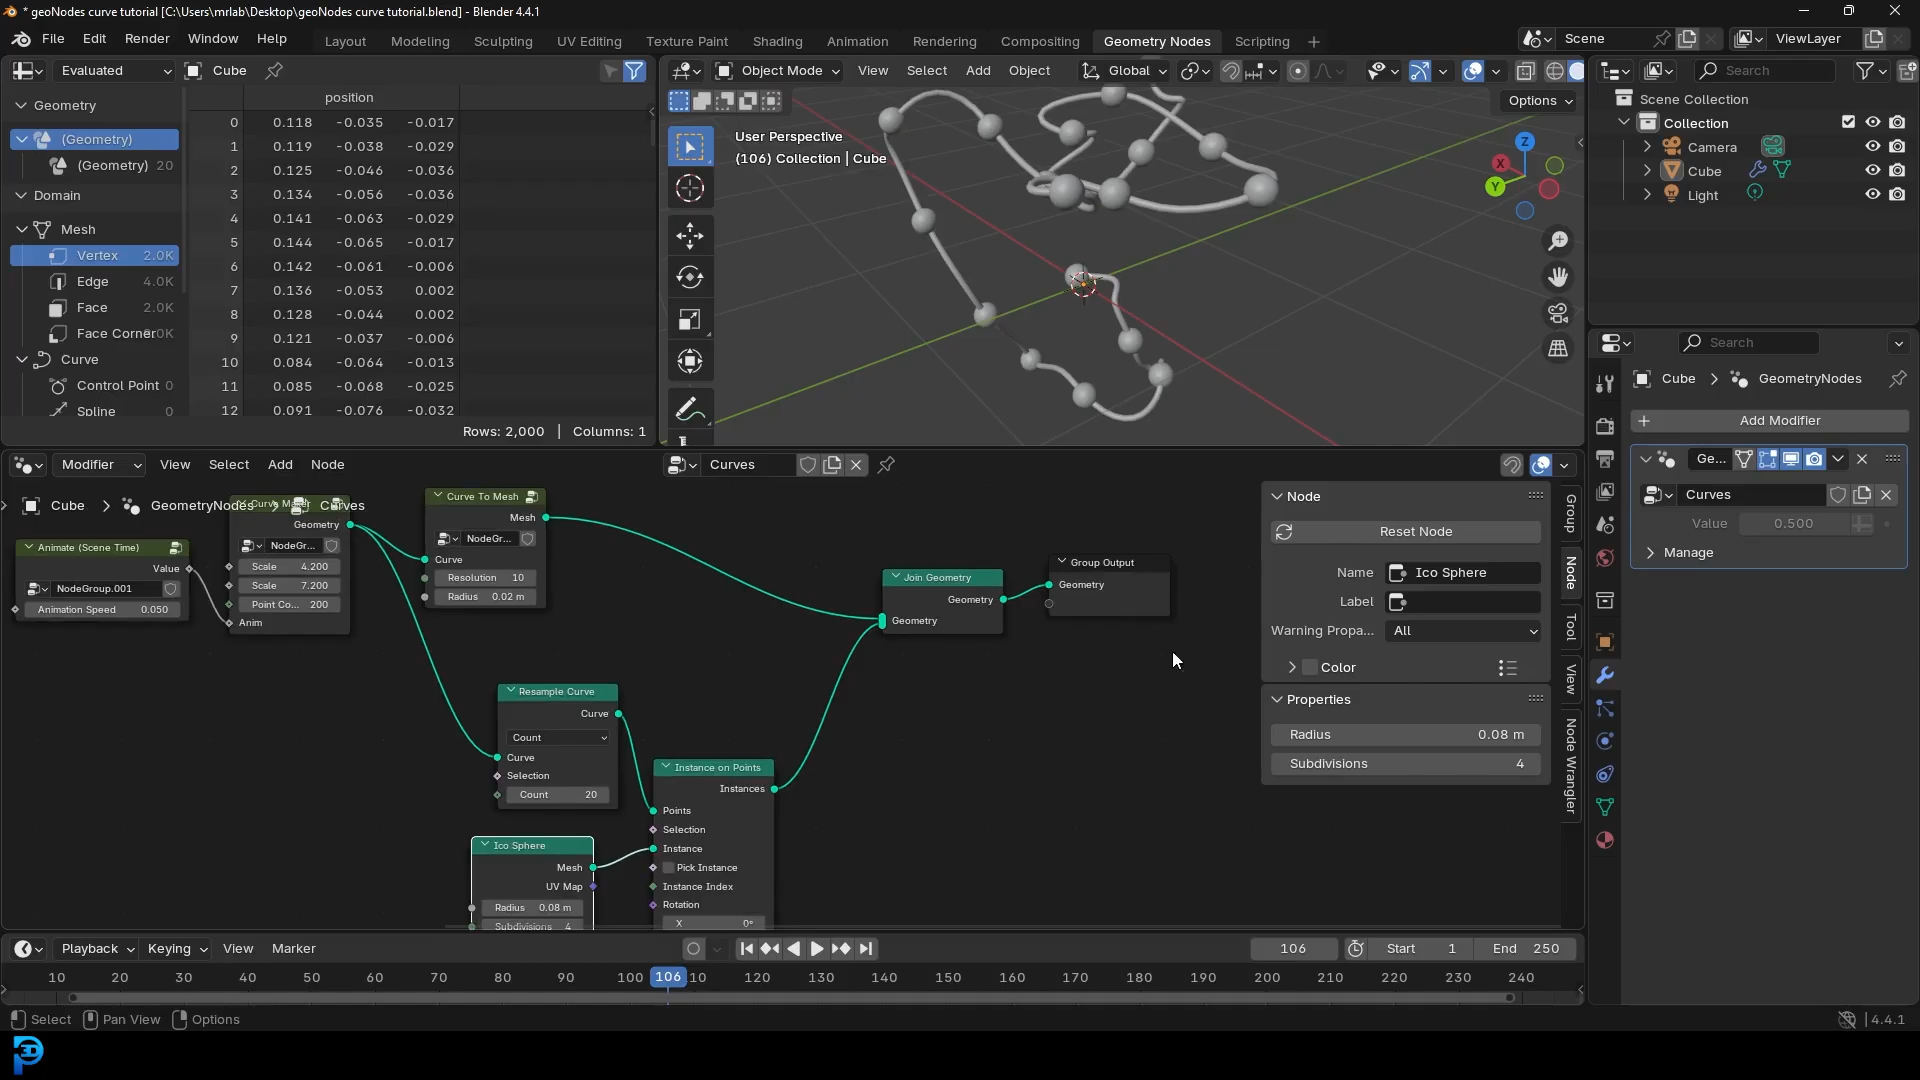 * geoNodes curve tutorial [C:\Users\mrlab\Desktop\geoNodes curve tutorial.blend] - Blender 4.4.1
File Edit Render Window Help
Layout Modeling Sculpting UV Editing Texture Paint Shading Animation Rendering Compositing Geometry Nodes Scripting
Scene
ViewLayer
Evaluated
Cube
Geometry
(Geometry)
(Geometry) 20
Domain
Mesh
Vertex 2.0K
Edge 4.0K
Face 2.0K
Face Corner
Curve
Control Point 0
Spline 0
position
0 0.118 -0.035 -0.017
1 0.119 -0.038 -0.029
2 0.125 -0.046 -0.036
3 0.134 -0.056 -0.036
4 0.141 -0.063 -0.029
5 0.144 -0.065 -0.017
6 0.142 -0.061 -0.006
7 0.136 -0.053 0.002
8 0.128 -0.044 0.002
9 0.121 -0.037 -0.006
10 0.084 -0.064 -0.013
11 0.085 -0.068 -0.025
12 0.091 -0.076 -0.032
Rows: 2,000 | Columns: 1
Object Mode View Select Add Object Global
Options
User Perspective
(106) Collection | Cube
Z
X
Y
Search
Scene Collection
Collection
Camera
Cube
Light
Search
Cube GeometryNodes
Add Modifier
Ge...
Curves
Value 0.500
Manage
Modifier View Select Add Node
Curves
Cube GeometryNodes Curves
Animate (Scene Time)
Value
NodeGroup.001
Animation Speed 0.050
Geometry
NodeGr...
Scale 4.200
Scale 7.200
Point Co... 200
Anim
Curve To Mesh
Mesh
NodeGr...
Curve
Resolution 10
Radius 0.02 m
Join Geometry
Geometry
Geometry
Group Output
Geometry
Resample Curve
Curve
Count
Curve
Selection
Count 20
Instance on Points
Instances
Points
Selection
Instance
Pick Instance
Instance Index
Rotation
X 0°
Ico Sphere
Mesh
UV Map
Radius 0.08 m
Subdivisions 4
Node
Reset Node
Name Ico Sphere
Label
Warning Propa... All
Color
Properties
Radius 0.08 m
Subdivisions 4
Group
Node
Tool
View
Node Wrangler
Playback Keying View Marker
106
Start 1
End 250
10 20 30 40 50 60 70 80 90 100 106 10 120 130 140 150 160 170 180 190 200 210 220 230 240
Select Pan View Options
4.4.1